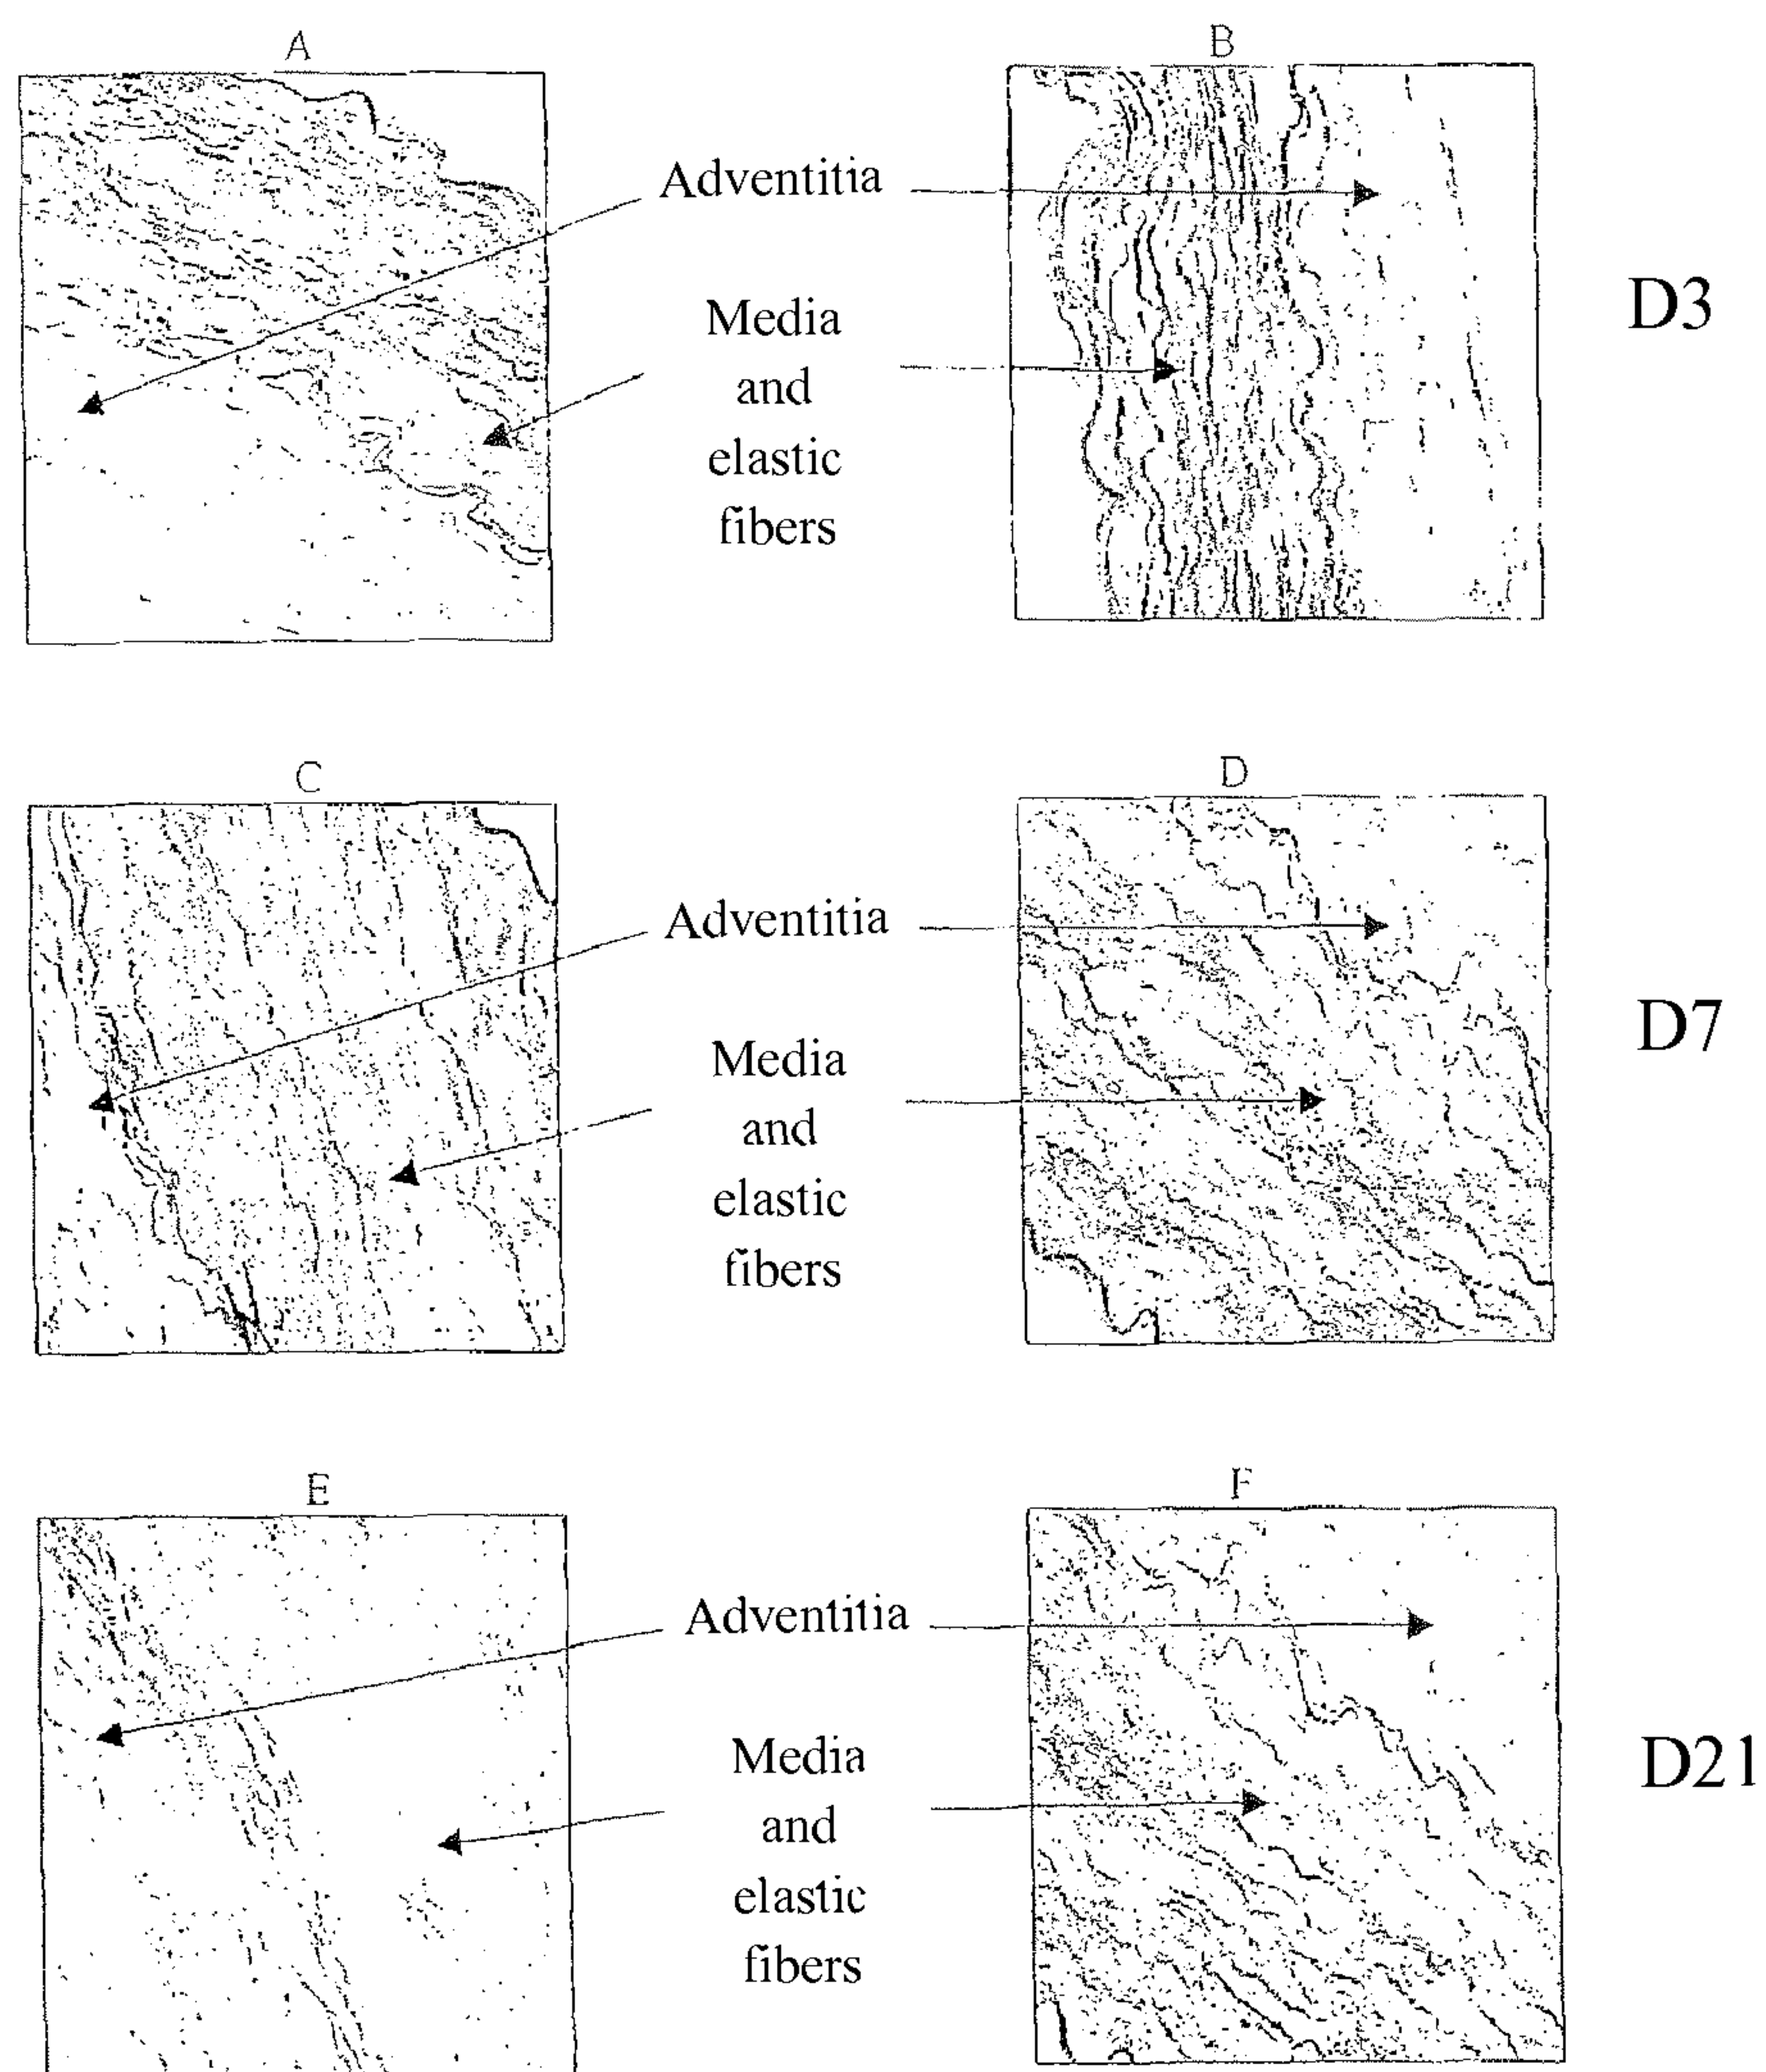 A
B
Adventitia
Media
and
elastic
fibers
D3
C
D
Adventitia
Media
and
elastic
fibers
D7
E
F
Adventitia
Media
and
elastic
fibers
D21